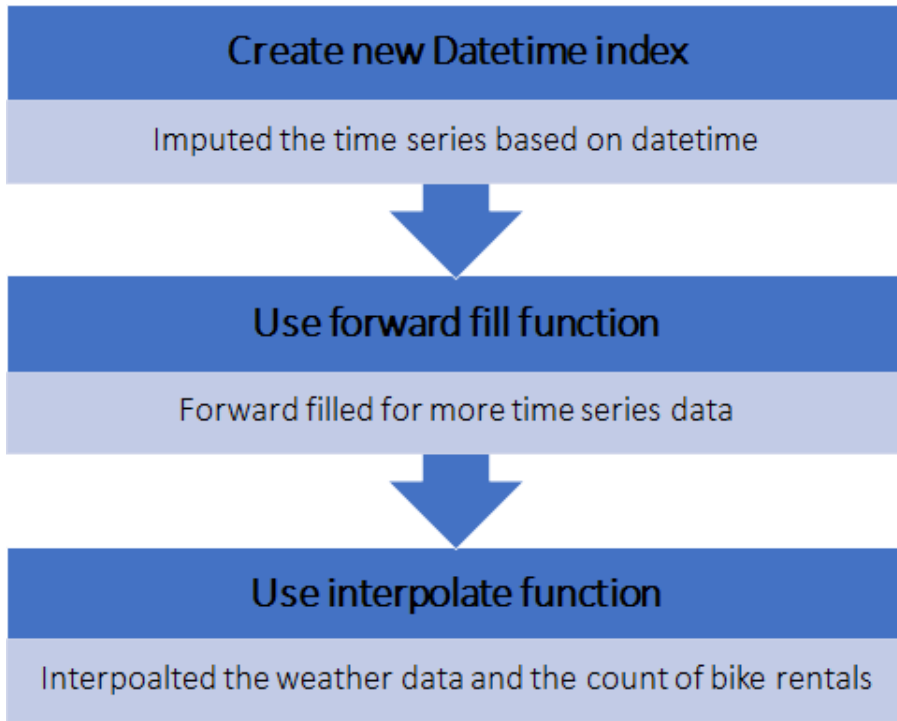 Create new Datetime index
Imputed the time series based on datetime
Use forward fill function
Forward filled for more time series data
Use interpolate function
Interpoalted the weather data and the count of bike rentals